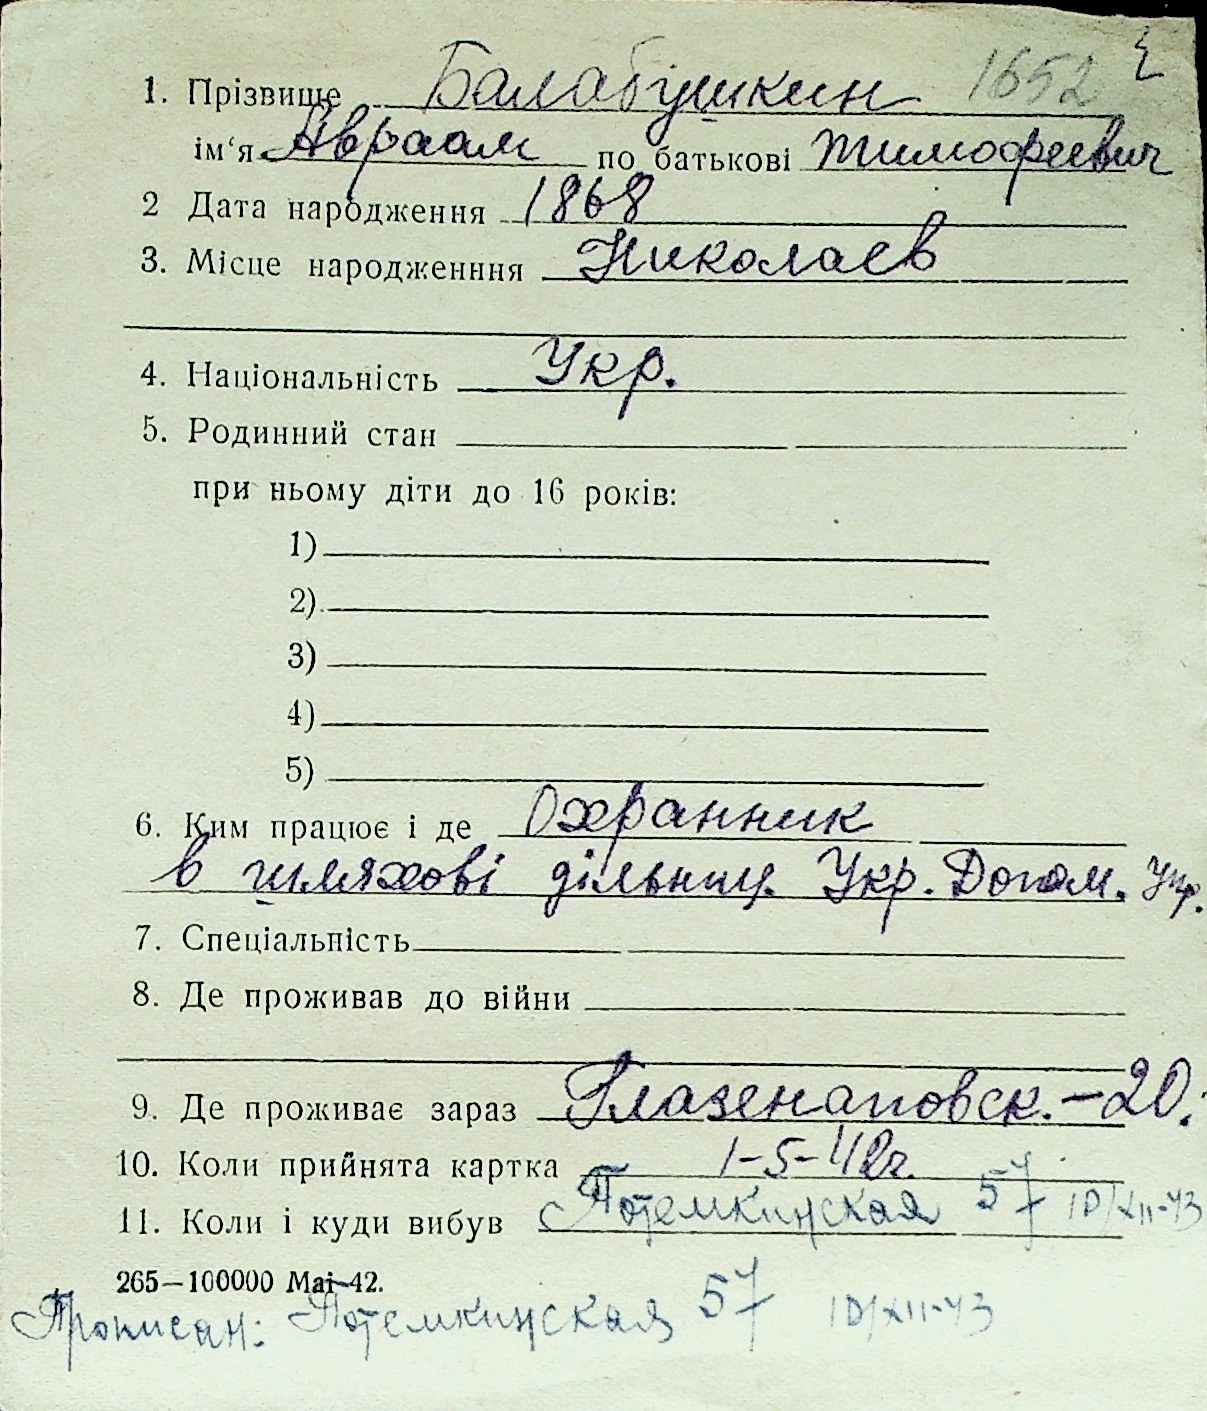 1652
1. Прізвище Балабушкин
ім‘я Авраам по батькові Тимофеевич
2 Дата народження 1868
3. Місце народженння Николаев
4. Національність Укр.
5. Родинний стан
при ньому діти до 16 років:
1)
2)
3)
4)
5)
6. Ким працює і де Охранник
в шляхові дільниц. Укр. Допом. Упр.
7. Спеціальність
8. Де проживав до війни
9. Де проживає зараз Глазенаповск. – 20.
10. Коли прийнята картка 1-5-42г.
11. Коли і куди вибув Потемкинская 57 10/XII-43
265—100000 Маі 42.
Прописан: Потемкинская 57 10/XII-43